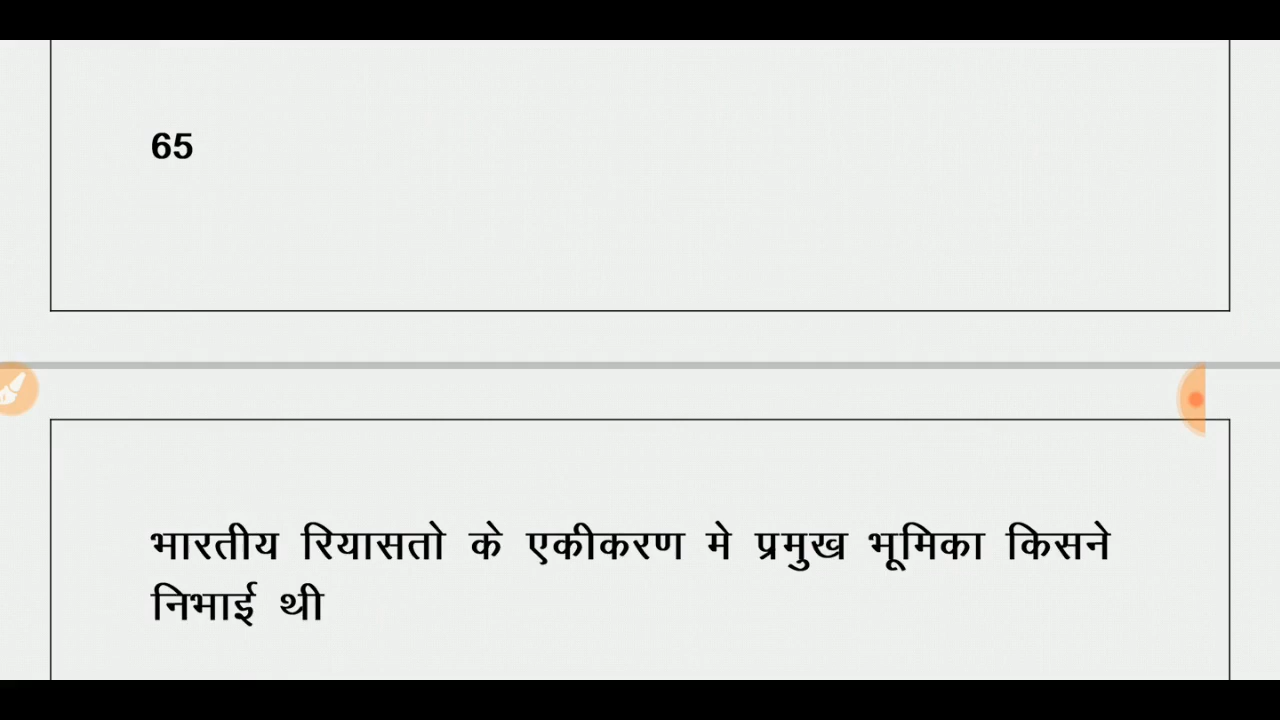 65
भारतीय रियासतो के एकीकरण मे प्रमुख भूमिका किसने
निभाई थी